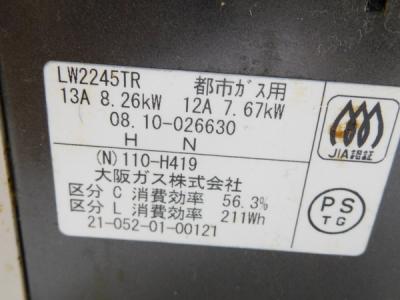 LW2245TR 都市ガス用
13A 8.26kW 12A 7.67kW
08.10-026630
H N
(N)110-H419
大阪ガス株式会社
区分 C 消費効率 56.3%
区分 L 消費効率 211Wh
21-052-01-00121
JIA認証
PS
TG